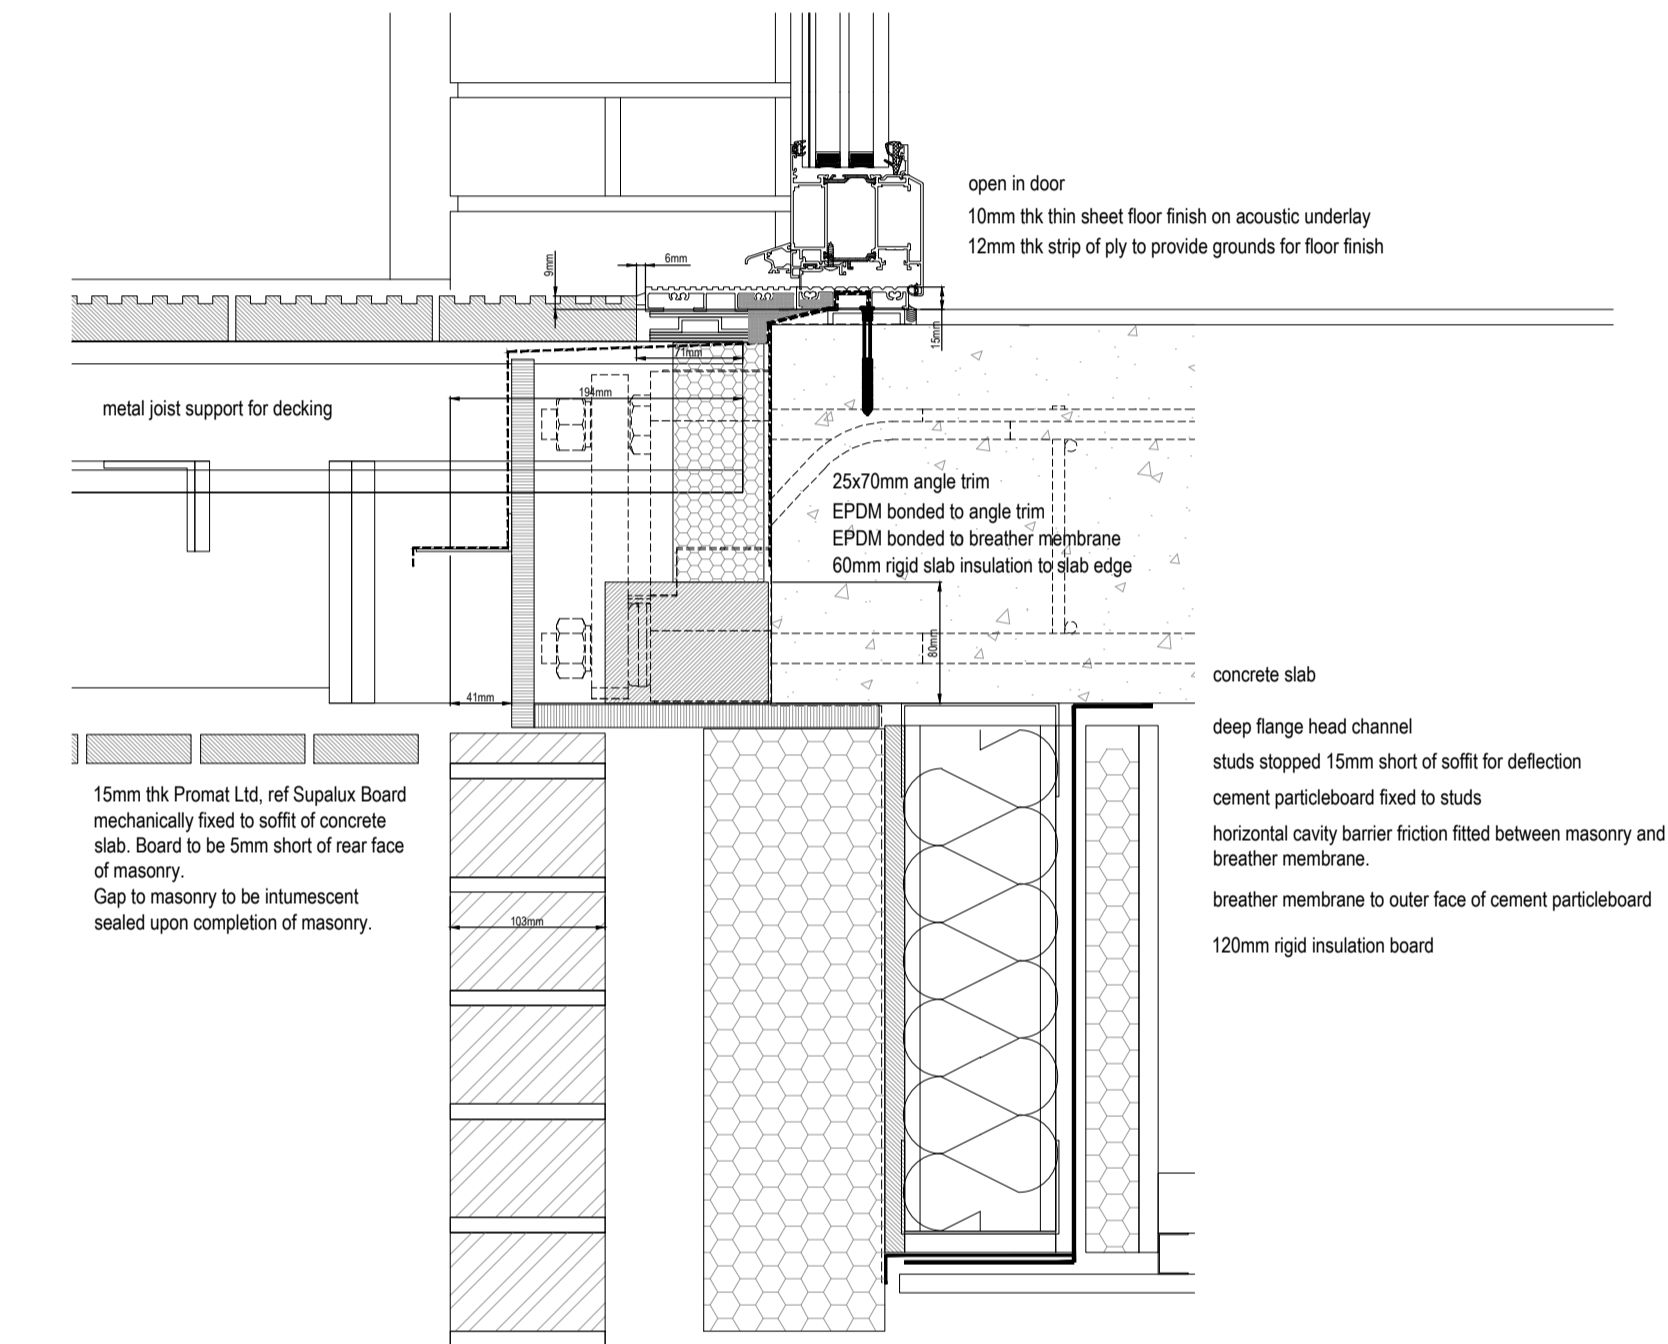 open in door
10mm thk thin sheet floor finish on acoustic underlay
12mm thk strip of ply to provide grounds for floor finish
9mm
6mm
15mm
71mm
194mm
metal joist support for decking
25x70mm angle trim
EPDM bonded to angle trim
EPDM bonded to breather membrane
60mm rigid slab insulation to slab edge
80mm
41mm
concrete slab
deep flange head channel
studs stopped 15mm short of soffit for deflection
cement particleboard fixed to studs
horizontal cavity barrier friction fitted between masonry and
breather membrane.
breather membrane to outer face of cement particleboard
120mm rigid insulation board
15mm thk Promat Ltd, ref Supalux Board
mechanically fixed to soffit of concrete
slab. Board to be 5mm short of rear face
of masonry.
Gap to masonry to be intumescent
sealed upon completion of masonry.
103mm